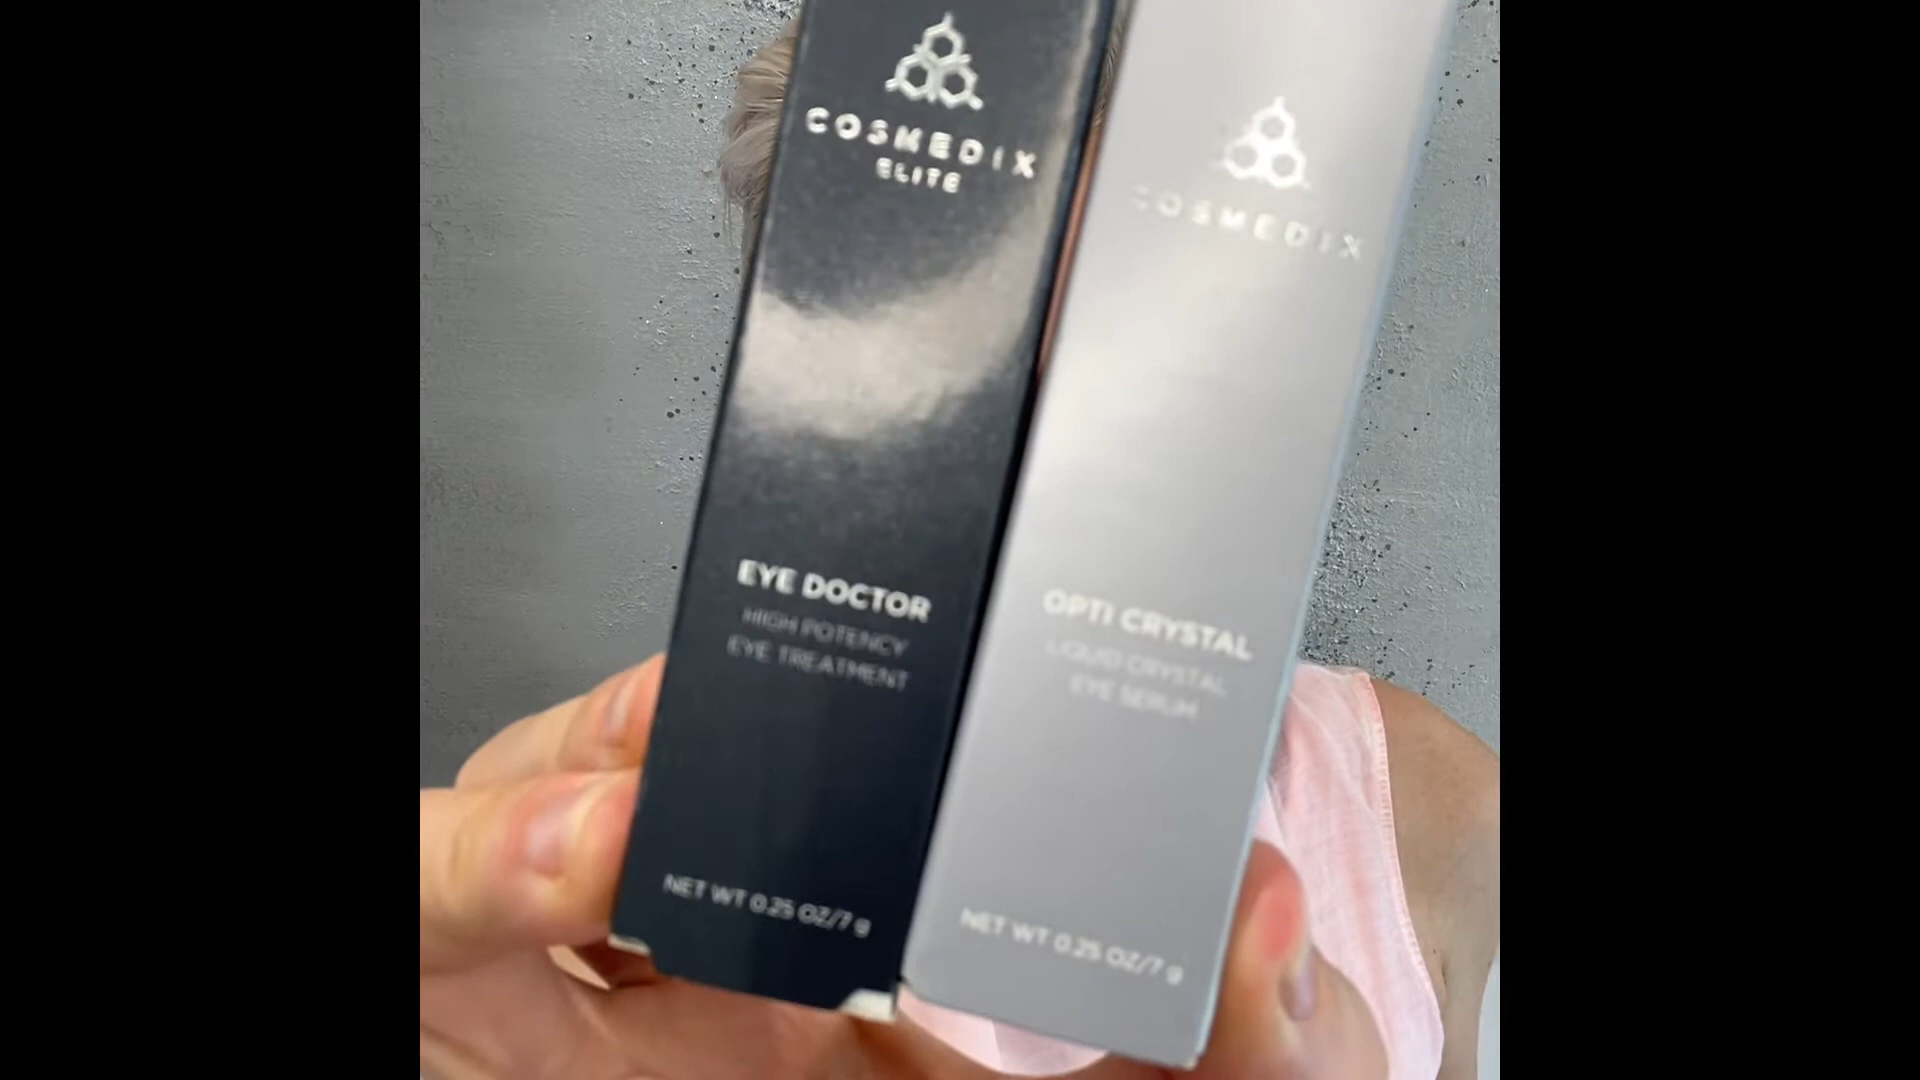 COSMEDIX
ELITE
EYE DOCTOR
HIGH POTENCY
EYE TREATMENT
NET WT 0.25 OZ/7 g
COSMEDIX
OPTI CRYSTAL
LIQUID CRYSTAL
EYE SERUM
NET WT 0.25 OZ/7 g